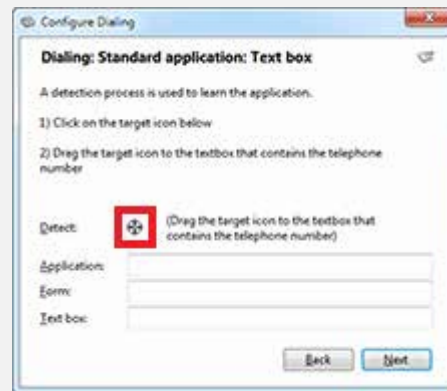 Configure Dialing
Dialing: Standard application: Text box
A detection process is used to learn the application.
1) Click on the target icon below
2) Drag the target icon to the textbox that contains the telephone
number
Detect:
(Drag the target icon to the textbox that
contains the telephone number)
Application:
Form:
Text box:
Back
Next